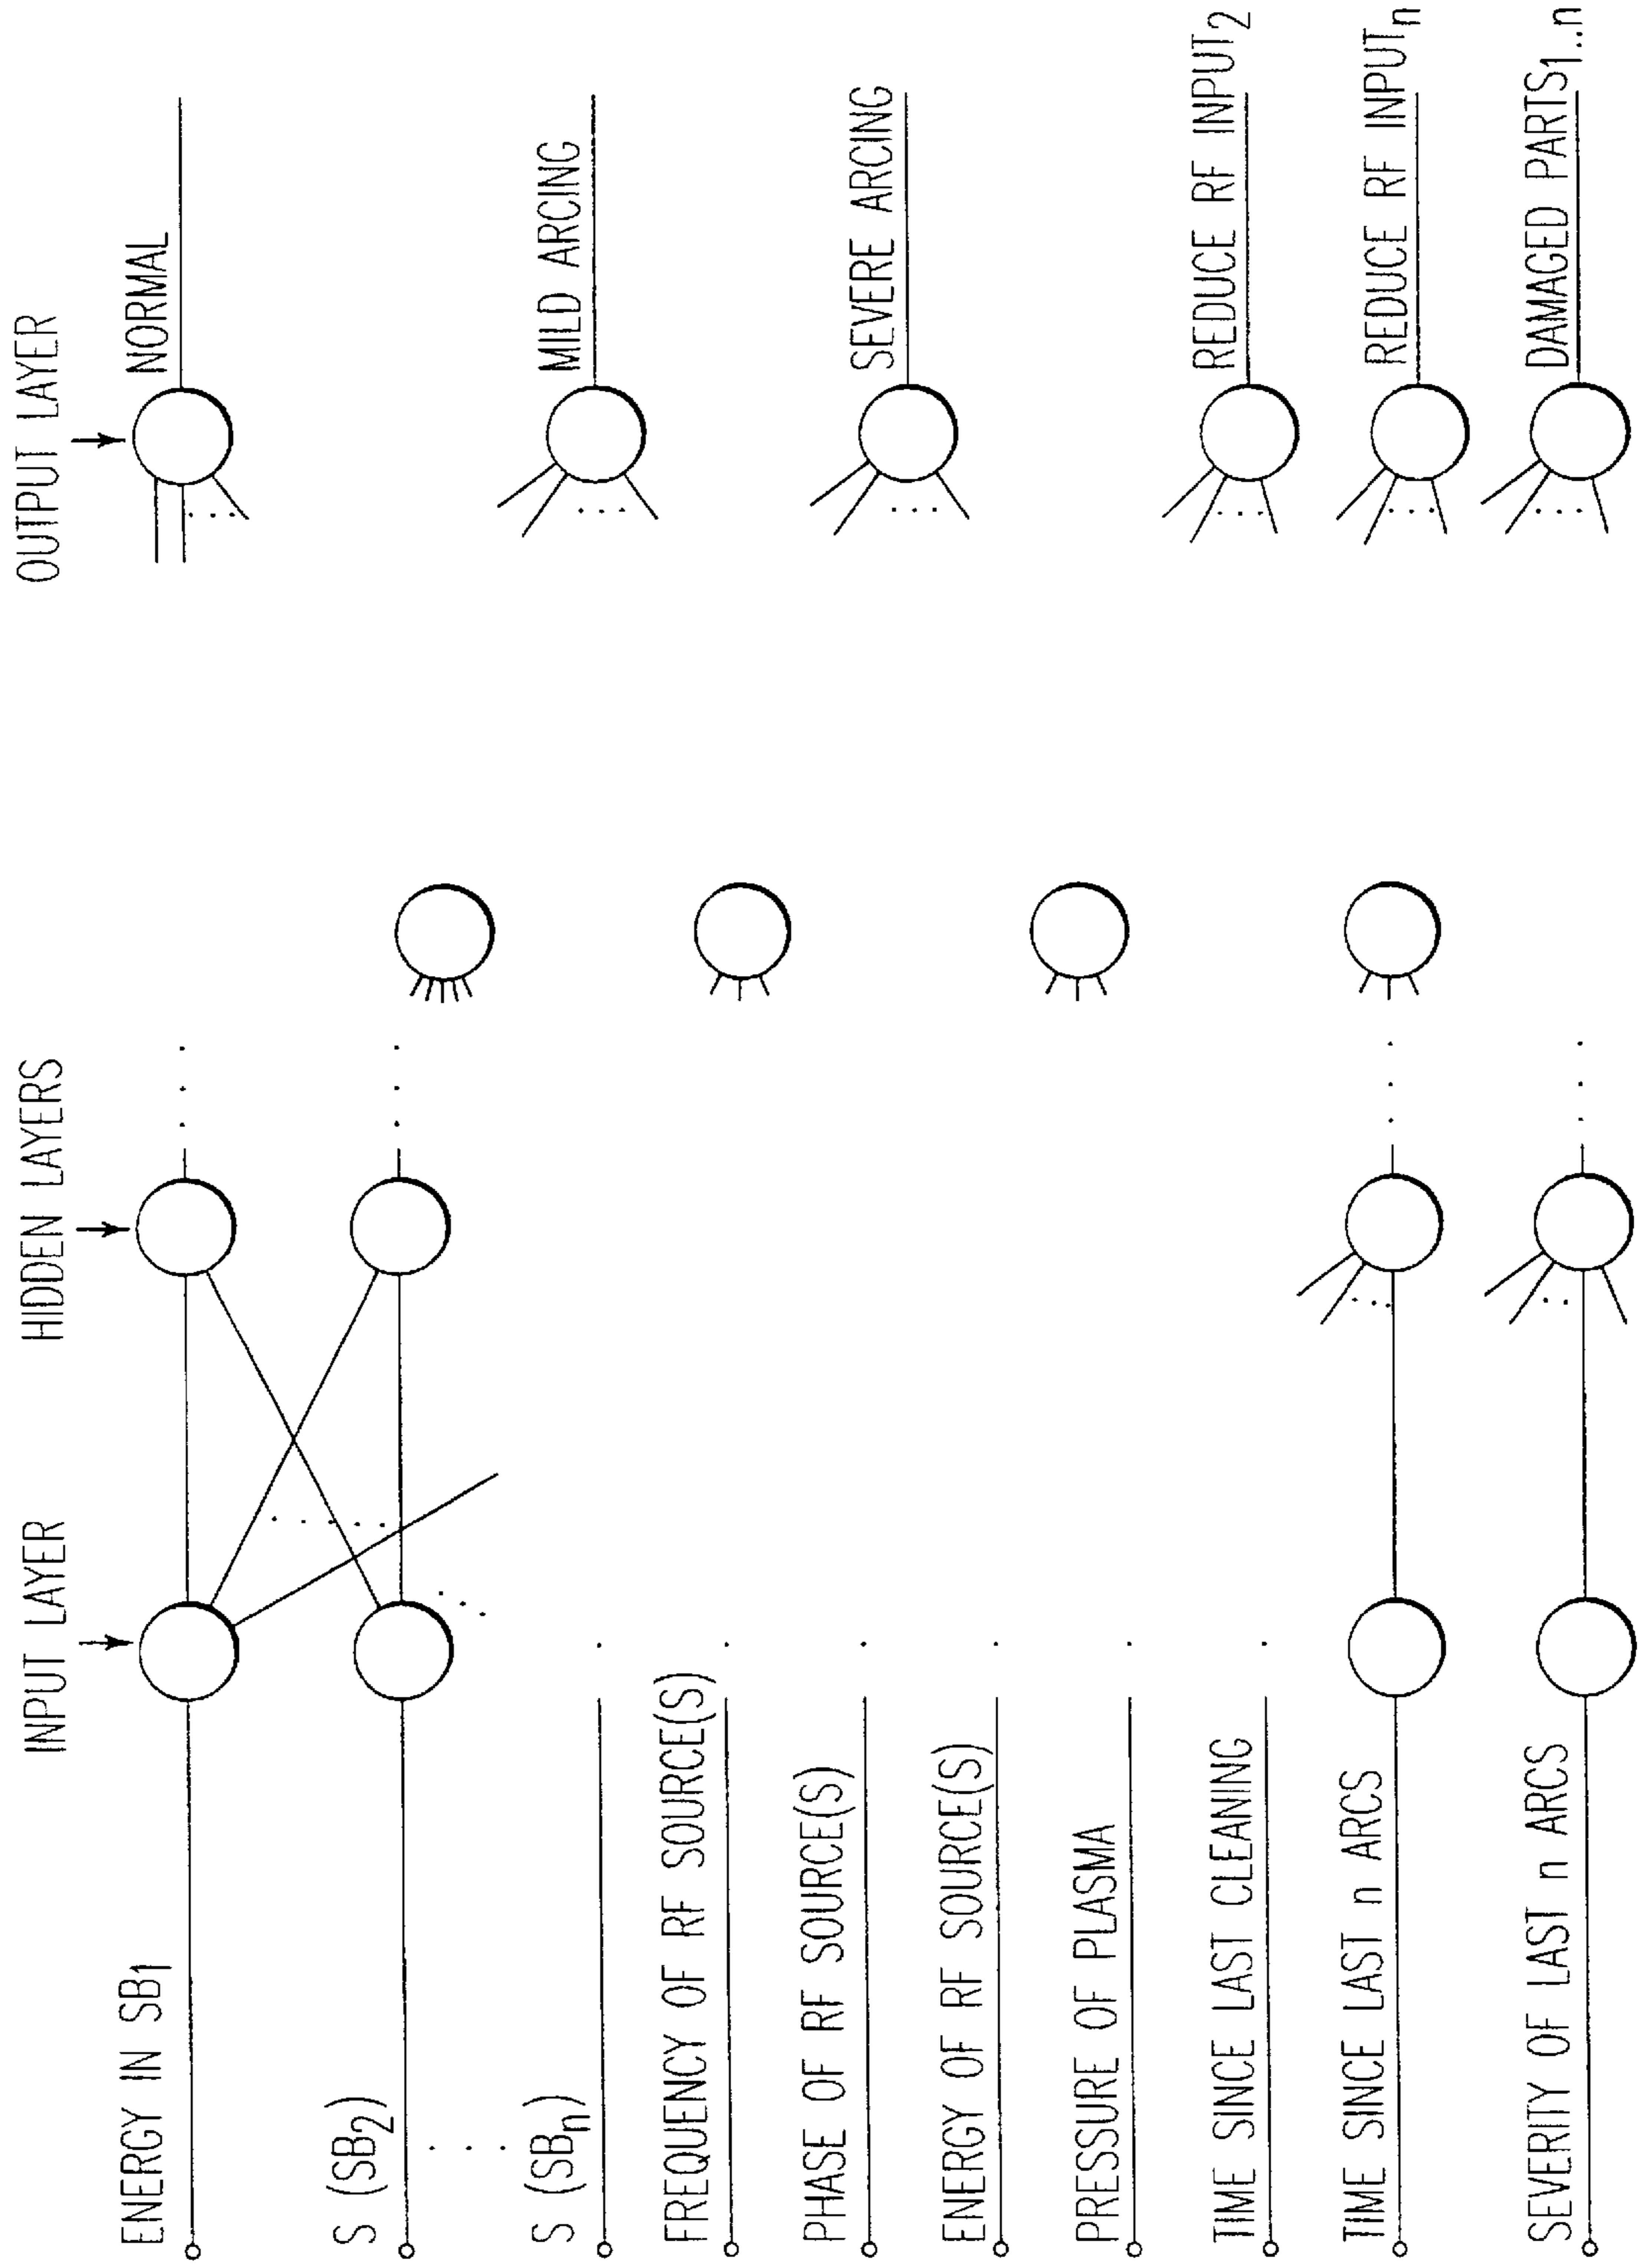 INPUT LAYER
HIDDEN LAYERS
OUTPUT LAYER
ENERGY IN SB1
S (SB2)
S (SBn)
FREQUENCY OF RF SOURCE(S)
PHASE OF RF SOURCE(S)
ENERGY OF RF SOURCE(S)
PRESSURE OF PLASMA
TIME SINCE LAST CLEANING
TIME SINCE LAST n ARCS
SEVERITY OF LAST n ARCS
NORMAL
MILD ARCING
SEVERE ARCING
REDUCE RF INPUT2
REDUCE RF INPUTn
DAMAGED PARTS1...n